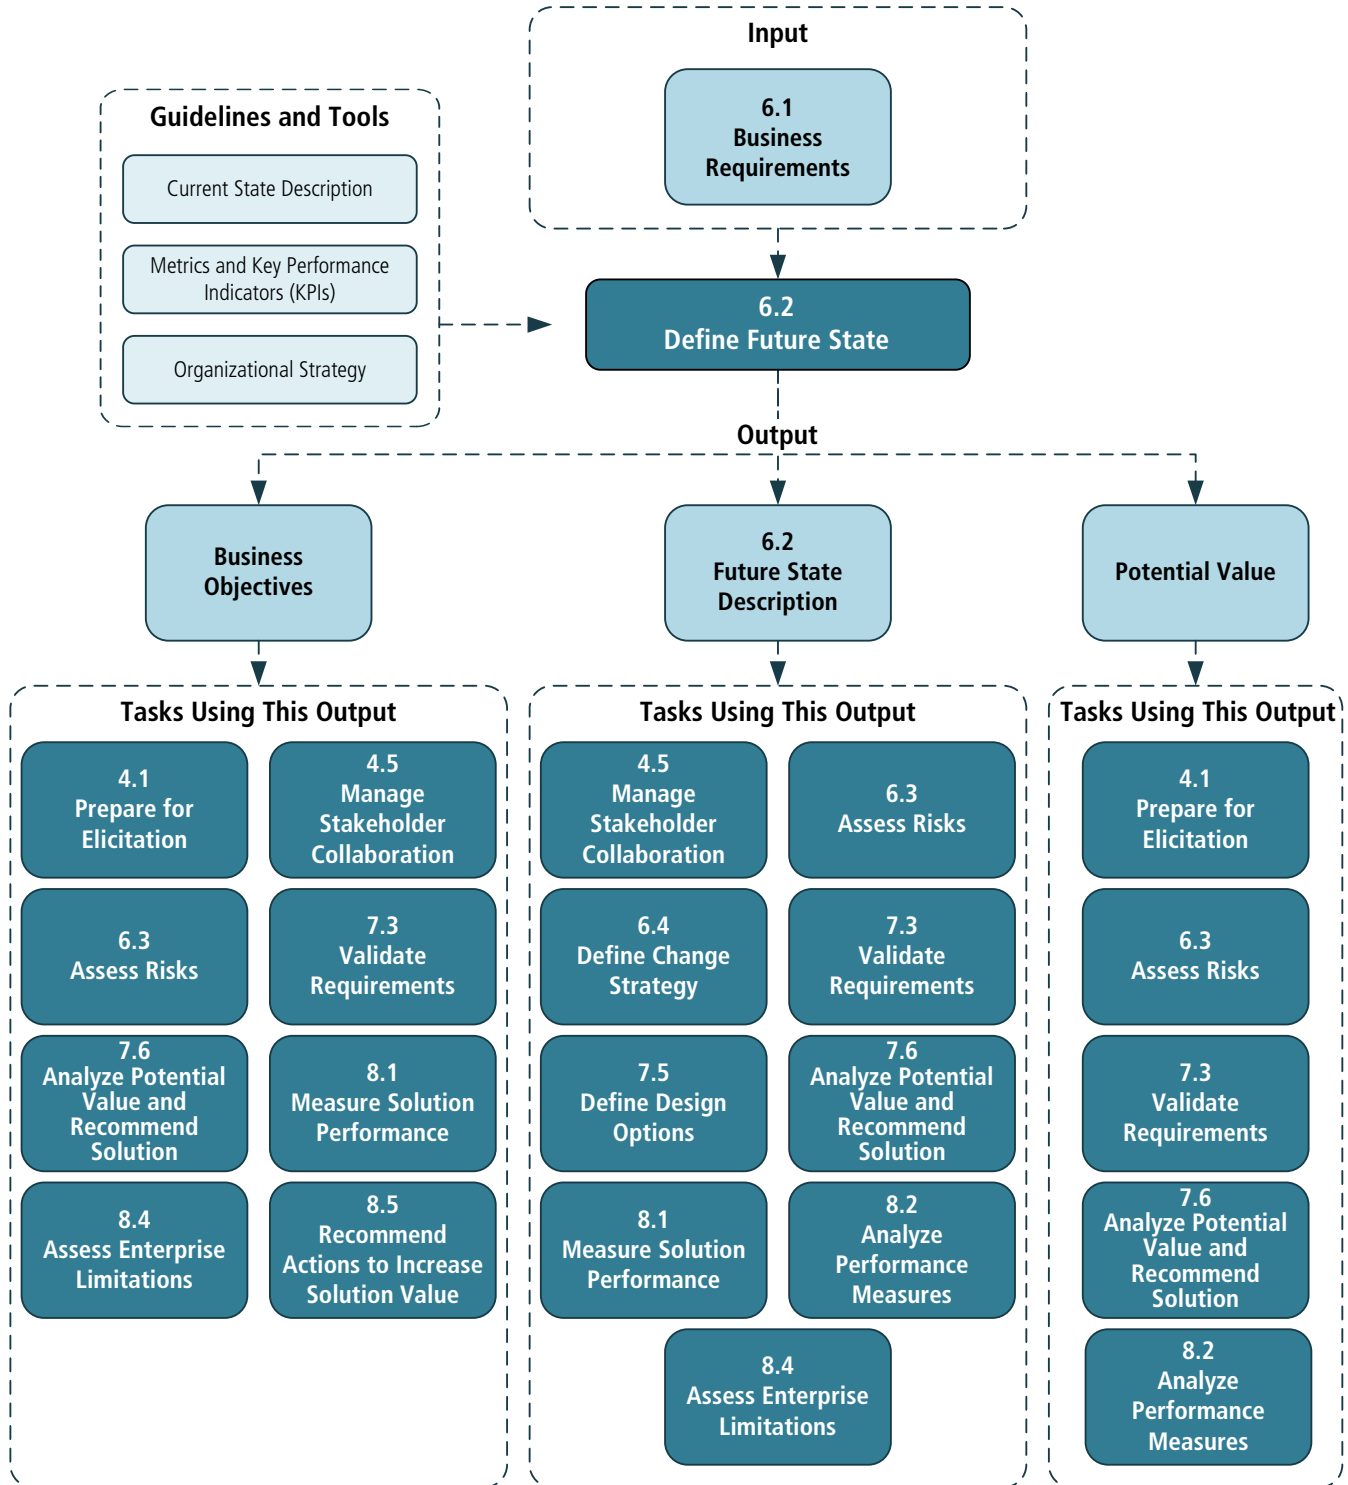 Input
6.1
Business
Requirements
Guidelines and Tools
Current State Description
Metrics and Key Performance
Indicators (KPIs)
Organizational Strategy
6.2
Define Future State
Output
Business
Objectives
6.2
Future State
Description
Potential Value
Tasks Using This Output
4.1
Prepare for
Elicitation
4.5
Manage
Stakeholder
Collaboration
6.3
Assess Risks
7.3
Validate
Requirements
7.6
Analyze Potential
Value and
Recommend
Solution
8.1
Measure Solution
Performance
8.4
Assess Enterprise
Limitations
8.5
Recommend
Actions to Increase
Solution Value
Tasks Using This Output
4.5
Manage
Stakeholder
Collaboration
6.3
Assess Risks
6.4
Define Change
Strategy
7.3
Validate
Requirements
7.5
Define Design
Options
7.6
Analyze Potential
Value and
Recommend
Solution
8.1
Measure Solution
Performance
8.2
Analyze
Performance
Measures
8.4
Assess Enterprise
Limitations
Tasks Using This Output
4.1
Prepare for
Elicitation
6.3
Assess Risks
7.3
Validate
Requirements
7.6
Analyze Potential
Value and
Recommend
Solution
8.2
Analyze
Performance
Measures